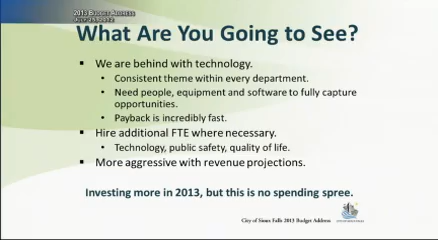 2013 Budget Address
What Are You Going to See?
▪ We are behind with technology.
• Consistent theme within every department.
• Need people, equipment and software to fully capture
opportunities.
• Payback is incredibly fast.
▪ Hire additional FTE where necessary.
• Technology, public safety, quality of life.
▪ More aggressive with revenue projections.
Investing more in 2013, but this is no spending spree.
City of Sioux Falls 2013 Budget Address